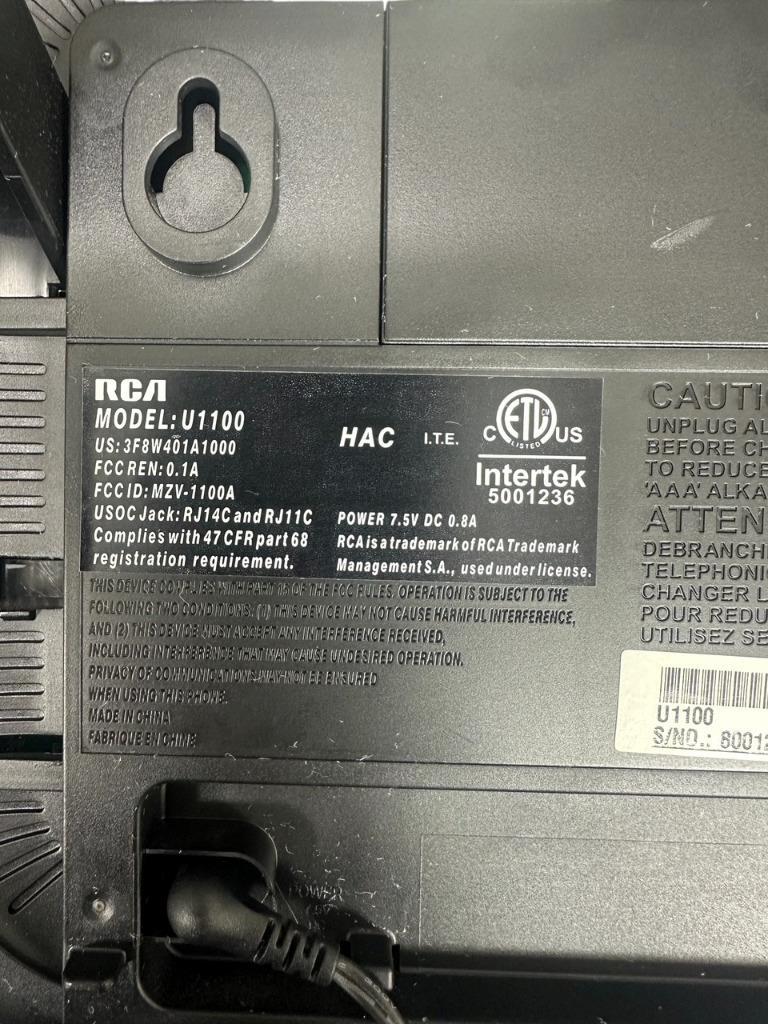 RCA
MODEL: U1100
US: 3F8W401A1000
FCC REN: 0.1A
FCC ID: MZV-1100A
USOC Jack: RJ14C and RJ11C
Complies with 47 CFR part 68
registration requirement.
HAC I.T.E.
C ETL CM US
LISTED
Intertek
5001236
POWER 7.5V DC 0.8A
RCA is a trademark of RCA Trademark
Management S.A., used under license.
THIS DEVICE COMPLIES WITH PART 15 OF THE FCC RULES. OPERATION IS SUBJECT TO THE
FOLLOWING TWO CONDITIONS: (1) THIS DEVICE MAY NOT CAUSE HARMFUL INTERFERENCE,
AND (2) THIS DEVICE MUST ACCEPT ANY INTERFERENCE RECEIVED,
INCLUDING INTERFERENCE THAT MAY CAUSE UNDESIRED OPERATION.
PRIVACY OF COMMUNICATIONS MAY NOT BE ENSURED
WHEN USING THIS PHONE.
MADE IN CHINA
FABRIQUE EN CHINE
CAUTI
UNPLUG AL
BEFORE CH
TO REDUCE
'AAA' ALKA
ATTEN
DEBRANCHE
TELEPHONI
CHANGER L
POUR REDU
UTILISEZ SE
U1100
S/NO.: 8001
POWER